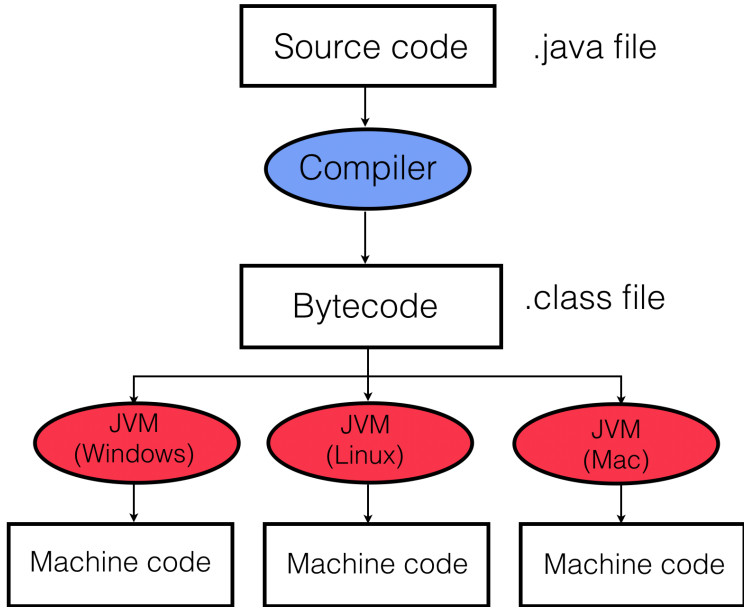 Source code
.java file
Compiler
Bytecode
.class file
JVM
(Windows)
JVM
(Linux)
JVM
(Mac)
Machine code
Machine code
Machine code